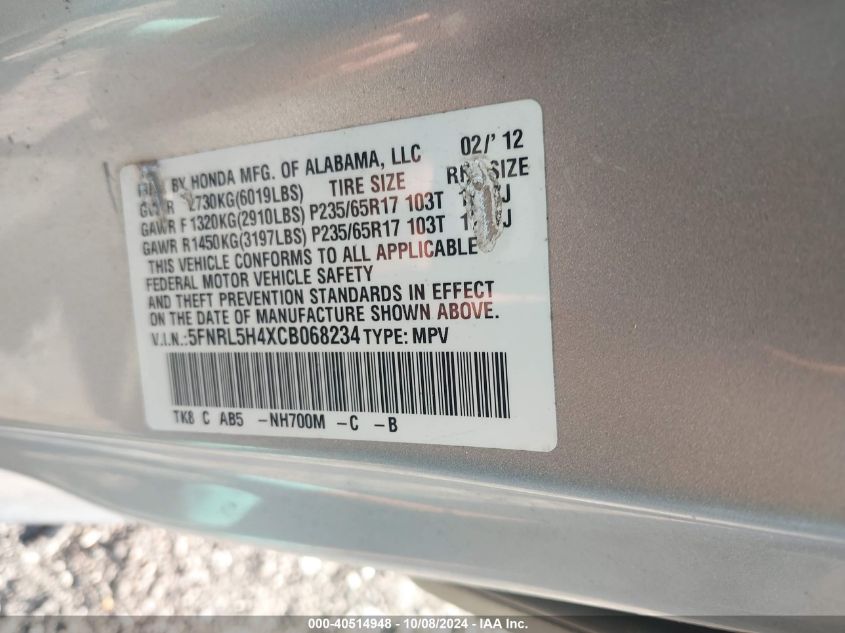 BY HONDA MFG. OF ALABAMA, LLC 02/'12
GVWR 2730KG(6019LBS) TIRE SIZE RIM SIZE
GAWR F 1320KG(2910LBS) P235/65R17 103T J
GAWR R1450KG(3197LBS) P235/65R17 103T J
THIS VEHICLE CONFORMS TO ALL APPLICABLE
FEDERAL MOTOR VEHICLE SAFETY
AND THEFT PREVENTION STANDARDS IN EFFECT
ON THE DATE OF MANUFACTURE SHOWN ABOVE.
V.I.N.:5FNRL5H4XCB068234 TYPE: MPV
TK8 C AB5 -NH700M -C -B
000-40514948 - 10/08/2024 - IAA Inc.